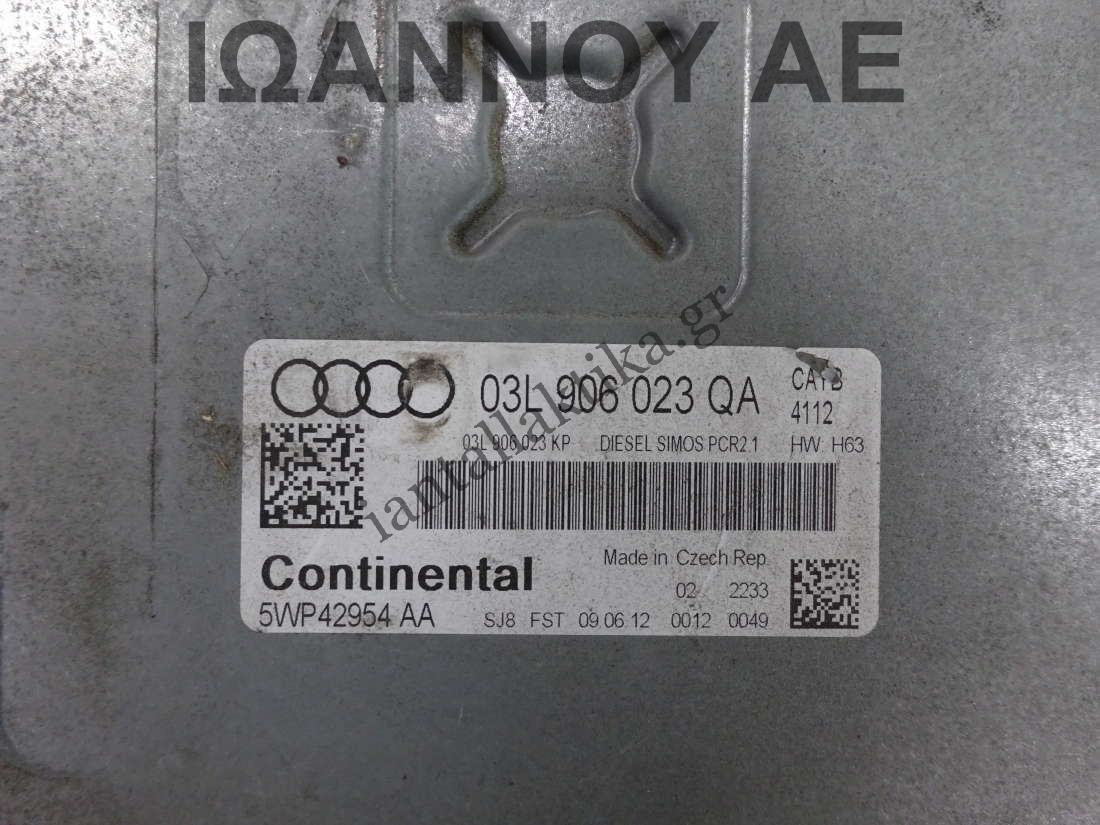 ΙΩΑΝΝΟΥ ΑΕ
iantallaktika.gr
03L 906 023 QA
CAYB
4112
03L 906 023 KP DIESEL SIMOS PCR2.1 HW H63
Continental
Made in Czech Rep.
02 2233
5WP42954 AA
SJ8 FST 09.06.12 0012 0049